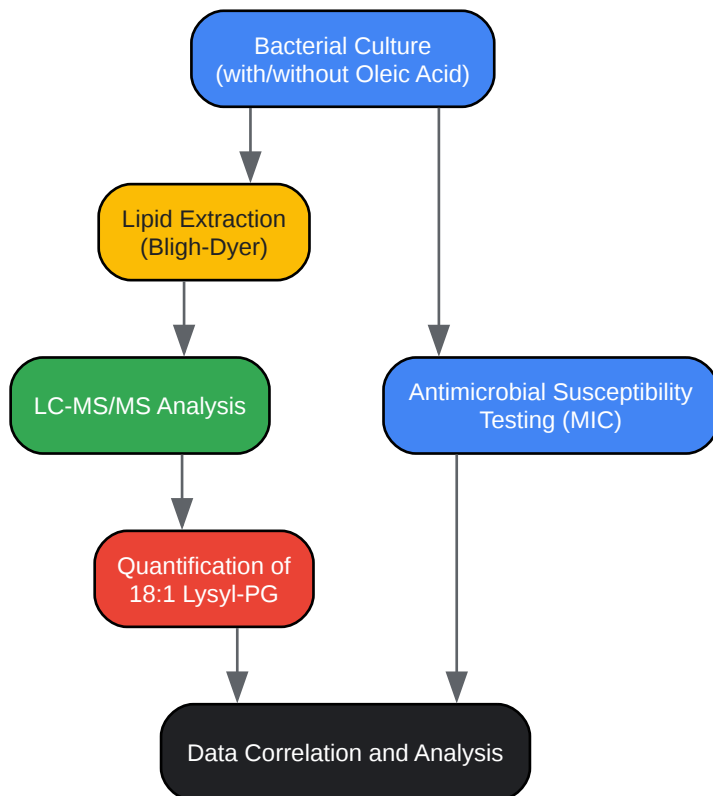 Bacterial Culture
(with/without Oleic Acid)
Lipid Extraction
(Bligh-Dyer)
LC-MS/MS Analysis
Antimicrobial Susceptibility
Testing (MIC)
Quantification of
18:1 Lysyl-PG
Data Correlation and Analysis